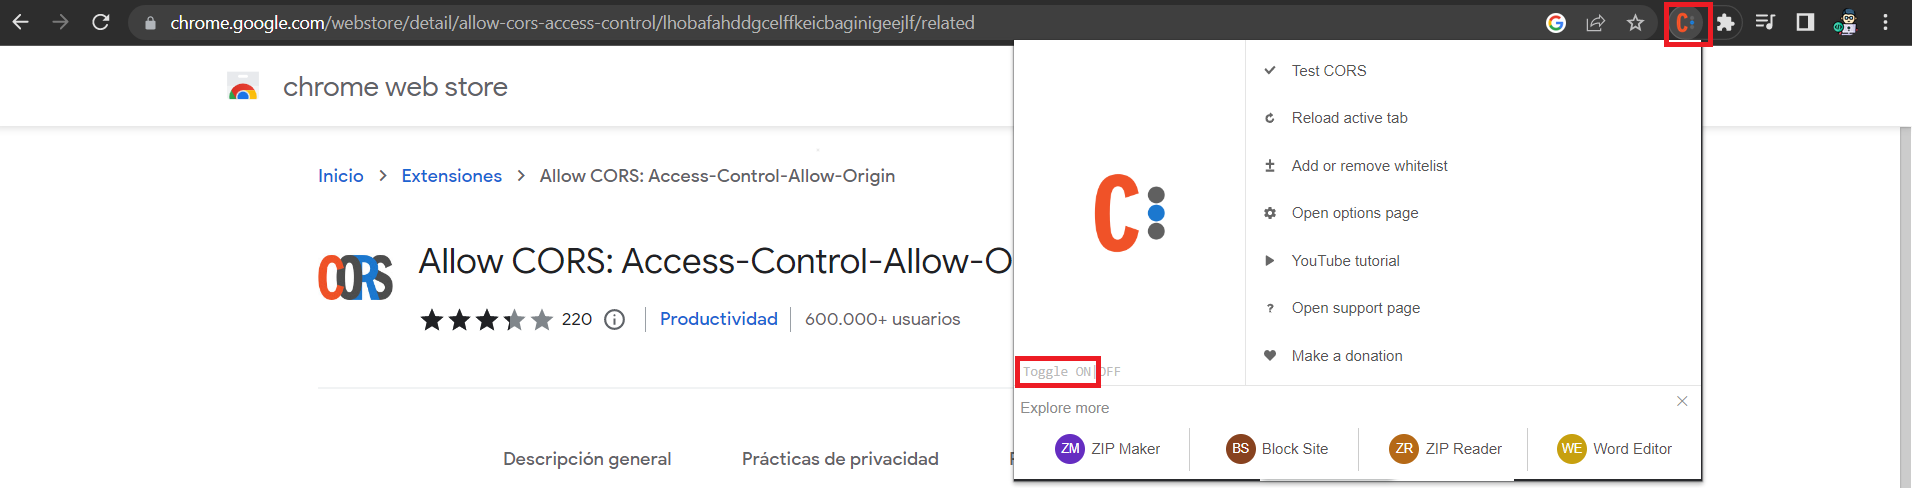 chrome.google.com/webstore/detail/allow-cors-access-control/lhobafahddgcelffkeicbaginigeejlf/related
chrome web store
Inicio > Extensiones > Allow CORS: Access-Control-Allow-Origin
CORS
Allow CORS: Access-Control-Allow-O
220
Productividad
600.000+ usuarios
Descripción general
Prácticas de privacidad
C:
Toggle ON|OFF
Test CORS
Reload active tab
Add or remove whitelist
Open options page
YouTube tutorial
Open support page
Make a donation
Explore more
ZM ZIP Maker
BS Block Site
ZR ZIP Reader
WE Word Editor